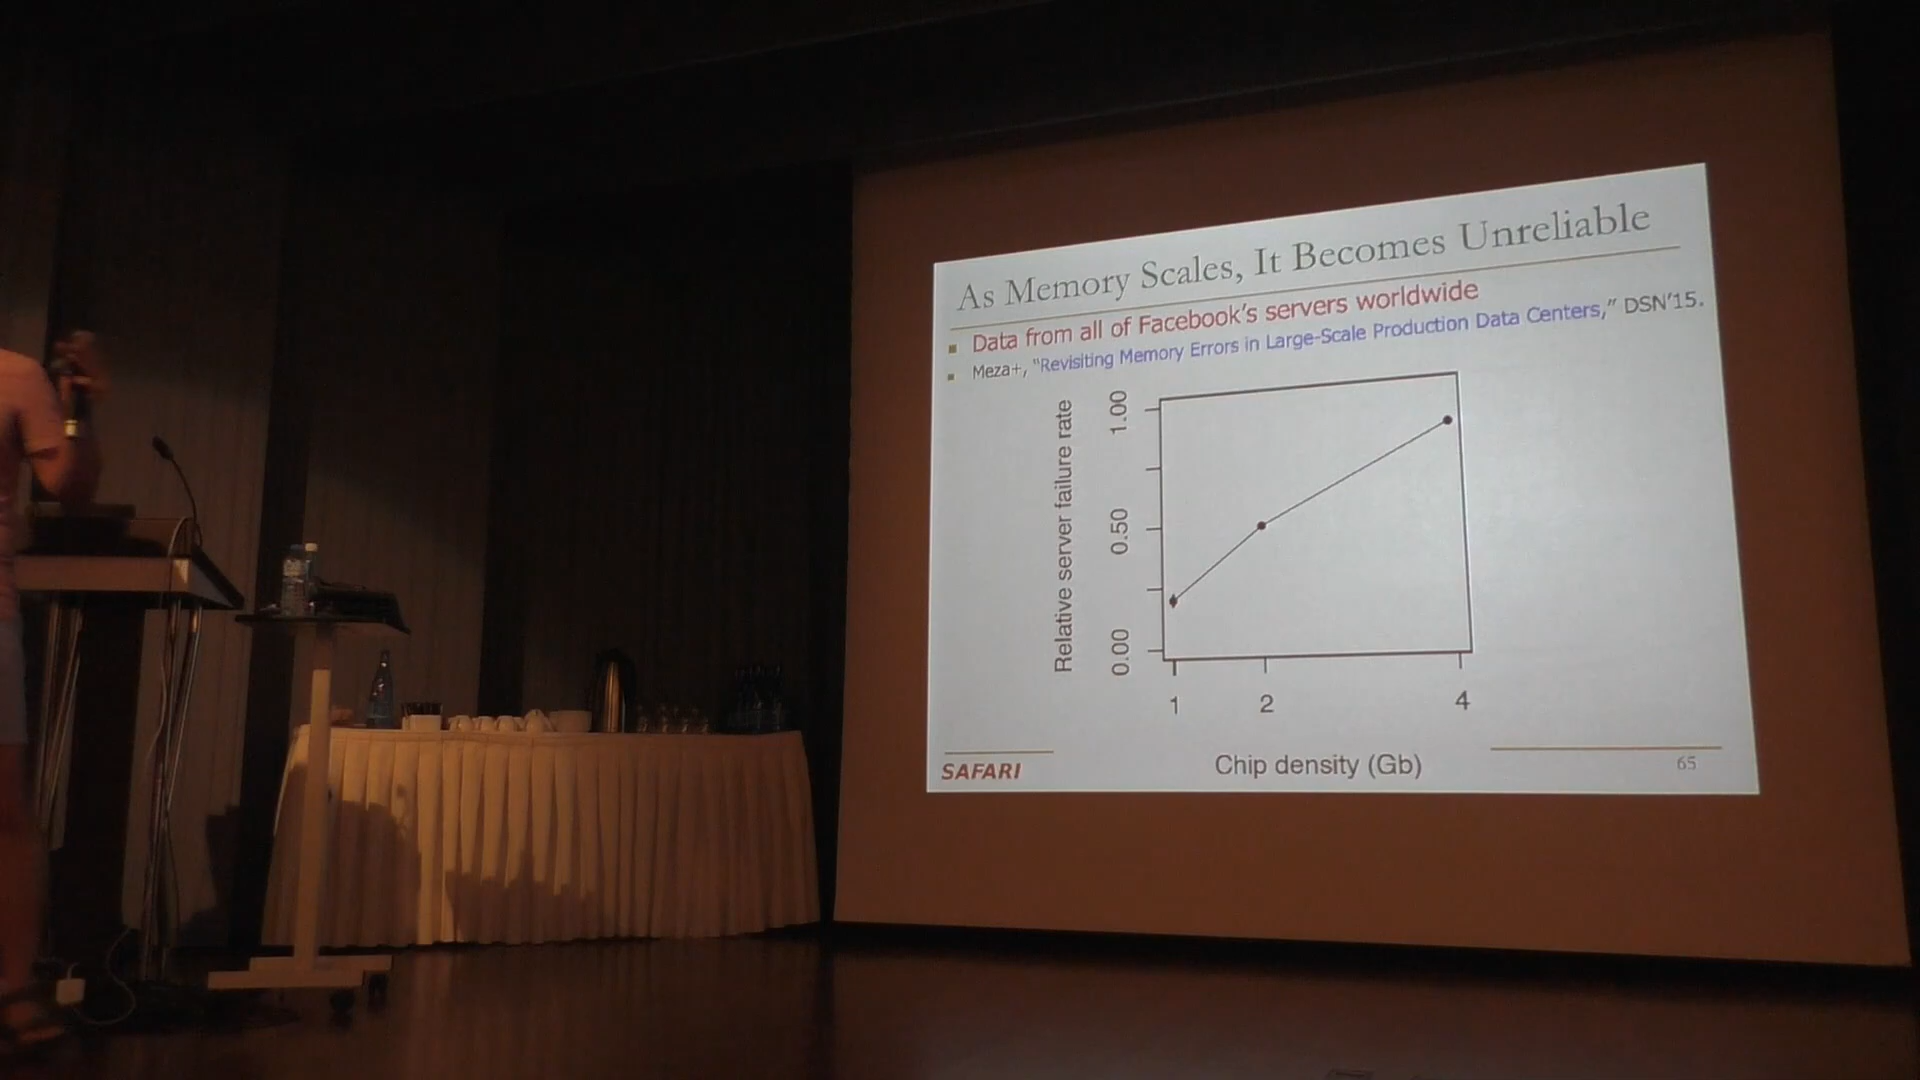 As Memory Scales, It Becomes Unreliable
Data from all of Facebook's servers worldwide
Meza+, "Revisiting Memory Errors in Large-Scale Production Data Centers," DSN'15.
Relative server failure rate
1.00
0.50
0.00
1 2 4
Chip density (Gb)
SAFARI
65